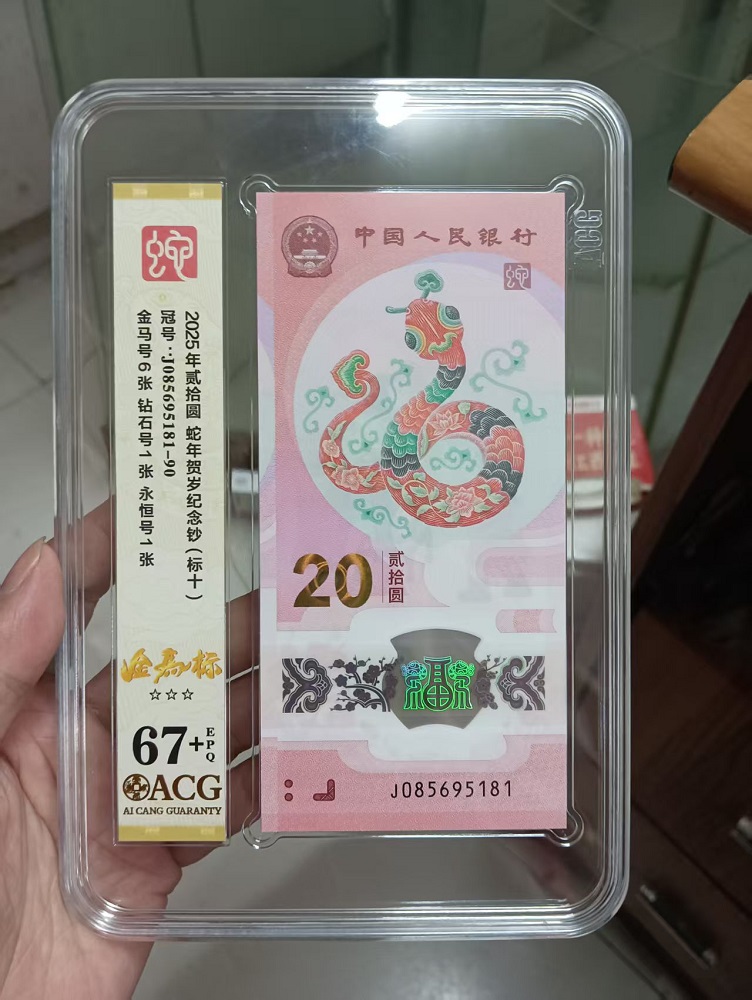 蛇
2025年贰拾圆 蛇年贺岁纪念钞(标十)
冠号:J085695181-90
金马号6张 钻石号1张 永恒号1张
金马标
☆☆☆
67+
EPQ
ACG
AI CANG GUARANTY
中国人民银行
蛇
20
贰拾圆
福
J085695181
ACG